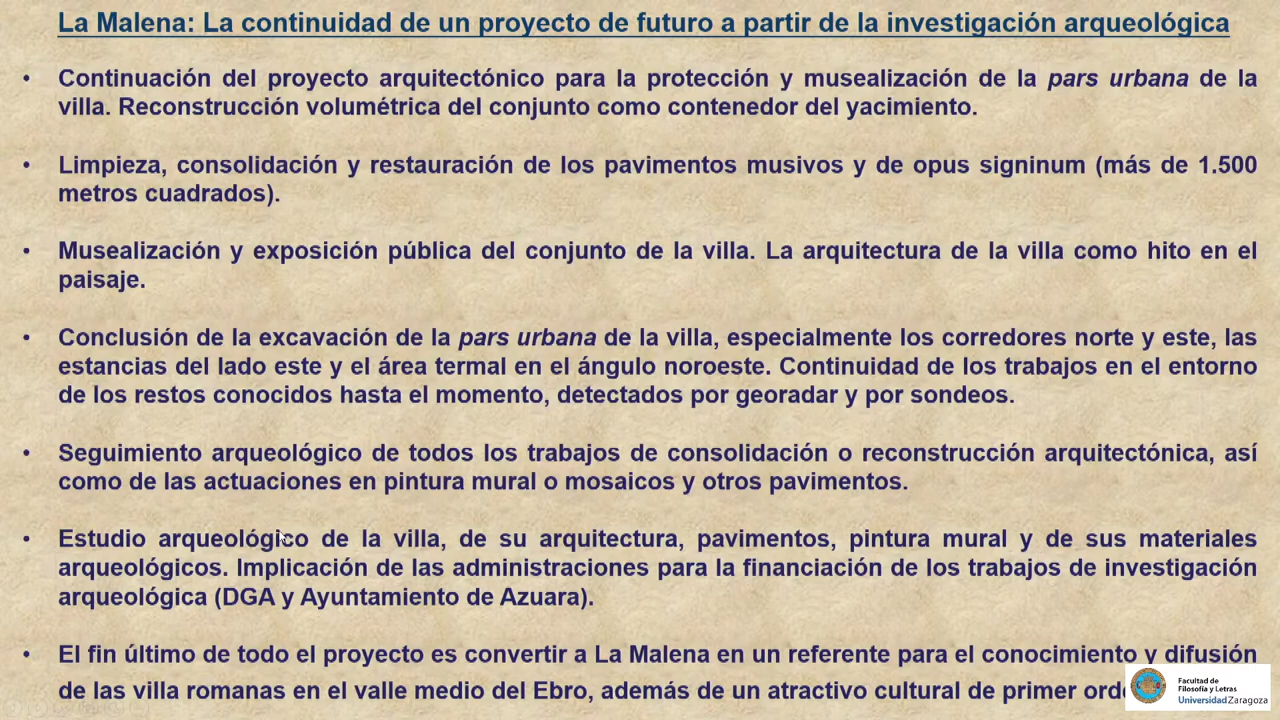 La Malena: La continuidad de un proyecto de futuro a partir de la investigación arqueológica
• Continuación del proyecto arquitectónico para la protección y musealización de la pars urbana de la
villa. Reconstrucción volumétrica del conjunto como contenedor del yacimiento.
• Limpieza, consolidación y restauración de los pavimentos musivos y de opus signinum (más de 1.500
metros cuadrados).
• Musealización y exposición pública del conjunto de la villa. La arquitectura de la villa como hito en el
paisaje.
• Conclusión de la excavación de la pars urbana de la villa, especialmente los corredores norte y este, las
estancias del lado este y el área termal en el ángulo noroeste. Continuidad de los trabajos en el entorno
de los restos conocidos hasta el momento, detectados por georadar y por sondeos.
• Seguimiento arqueológico de todos los trabajos de consolidación o reconstrucción arquitectónica, así
como de las actuaciones en pintura mural o mosaicos y otros pavimentos.
• Estudio arqueológico de la villa, de su arquitectura, pavimentos, pintura mural y de sus materiales
arqueológicos. Implicación de las administraciones para la financiación de los trabajos de investigación
arqueológica (DGA y Ayuntamiento de Azuara).
• El fin último de todo el proyecto es convertir a La Malena en un referente para el conocimiento y difusión
de las villa romanas en el valle medio del Ebro, además de un atractivo cultural de primer
Facultad de
Filosofía y Letras
Universidad Zaragoza